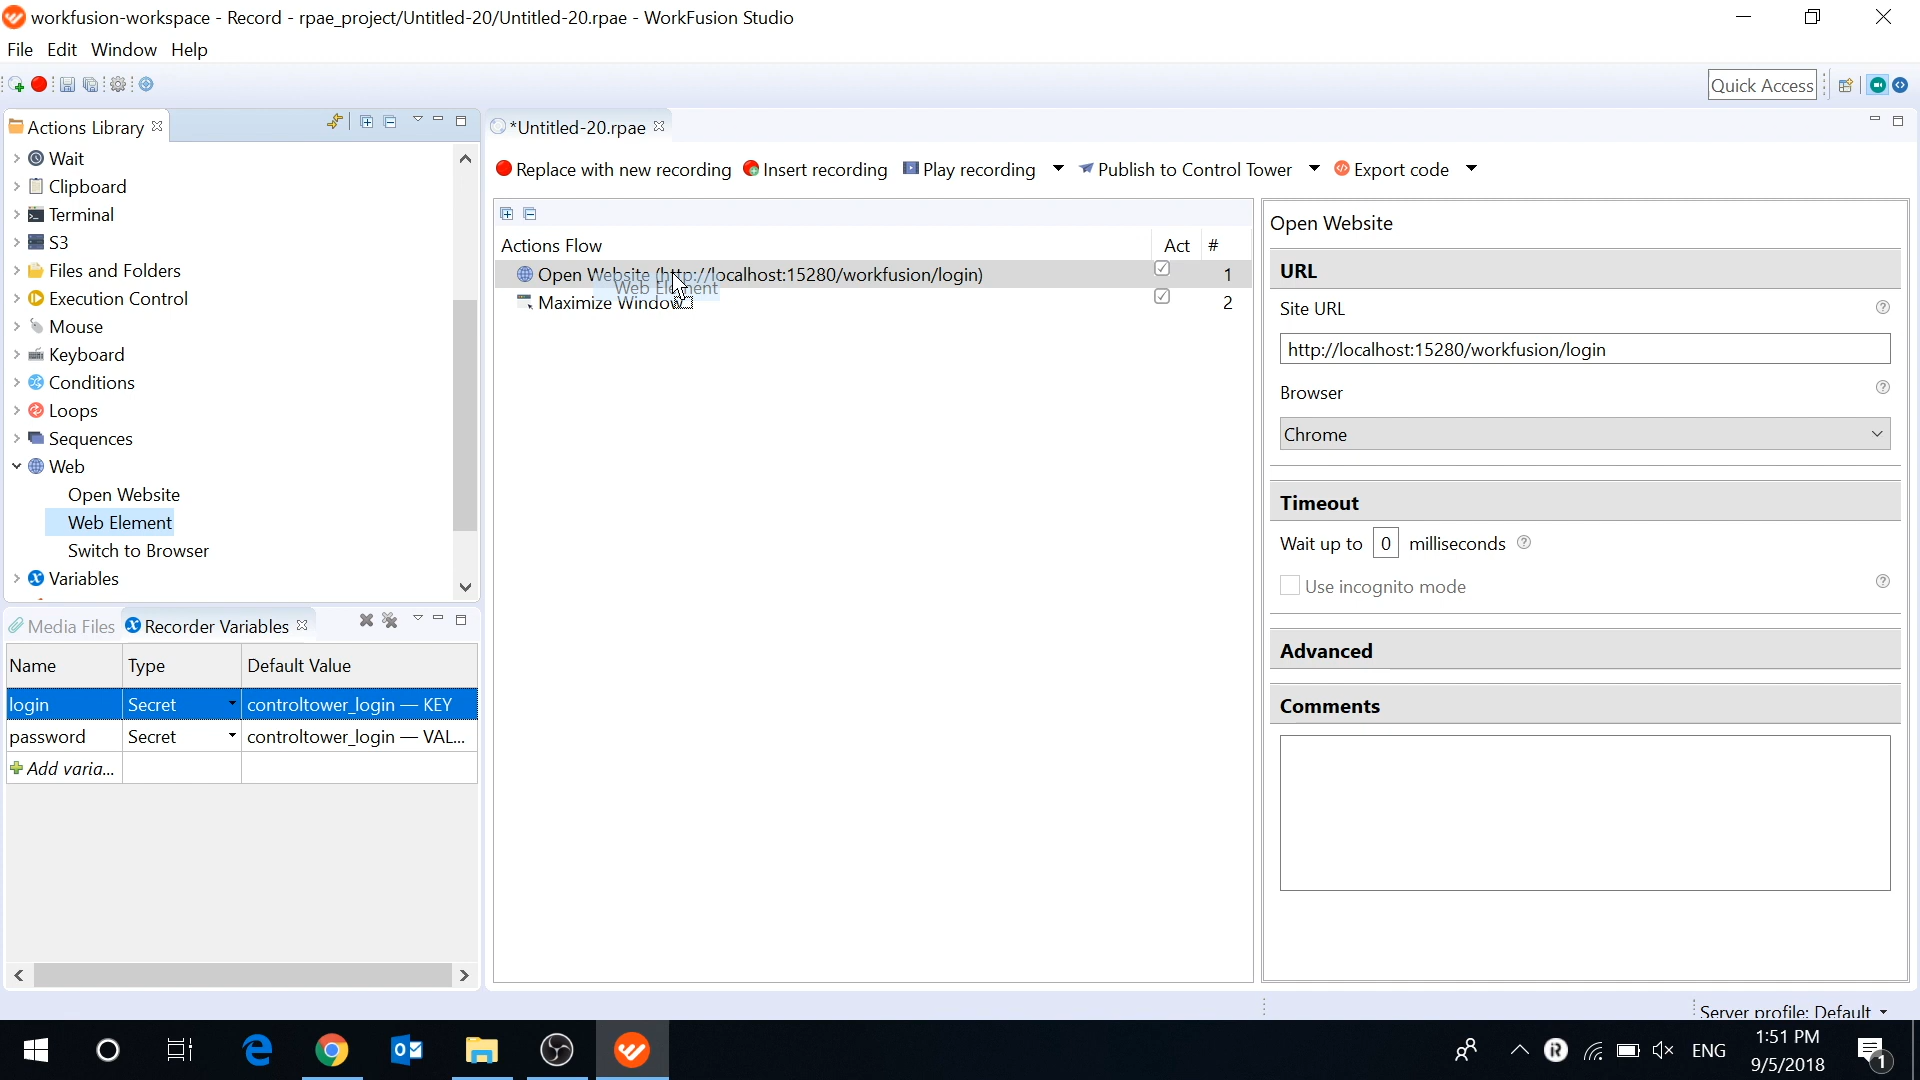 workfusion-workspace - Record - rpae_project/Untitled-20/Untitled-20.rpae - WorkFusion Studio
File Edit Window Help
Quick Access
Actions Library
Wait
Clipboard
Terminal
S3
Files and Folders
Execution Control
Mouse
Keyboard
Conditions
Loops
Sequences
Web
Open Website
Web Element
Switch to Browser
Variables
Media Files Recorder Variables
Name Type Default Value
login Secret controltower_login — KEY
password Secret controltower_login — VAL...
Add varia...
*Untitled-20.rpae
Replace with new recording Insert recording Play recording Publish to Control Tower Export code
Actions Flow Act #
Open Website (http://localhost:15280/workfusion/login) 1
Web Element
Maximize Window 2
Open Website
URL
Site URL
http://localhost:15280/workfusion/login
Browser
Chrome
Timeout
Wait up to 0 milliseconds
Use incognito mode
Advanced
Comments
Server profile: Default
ENG
1:51 PM
9/5/2018
1